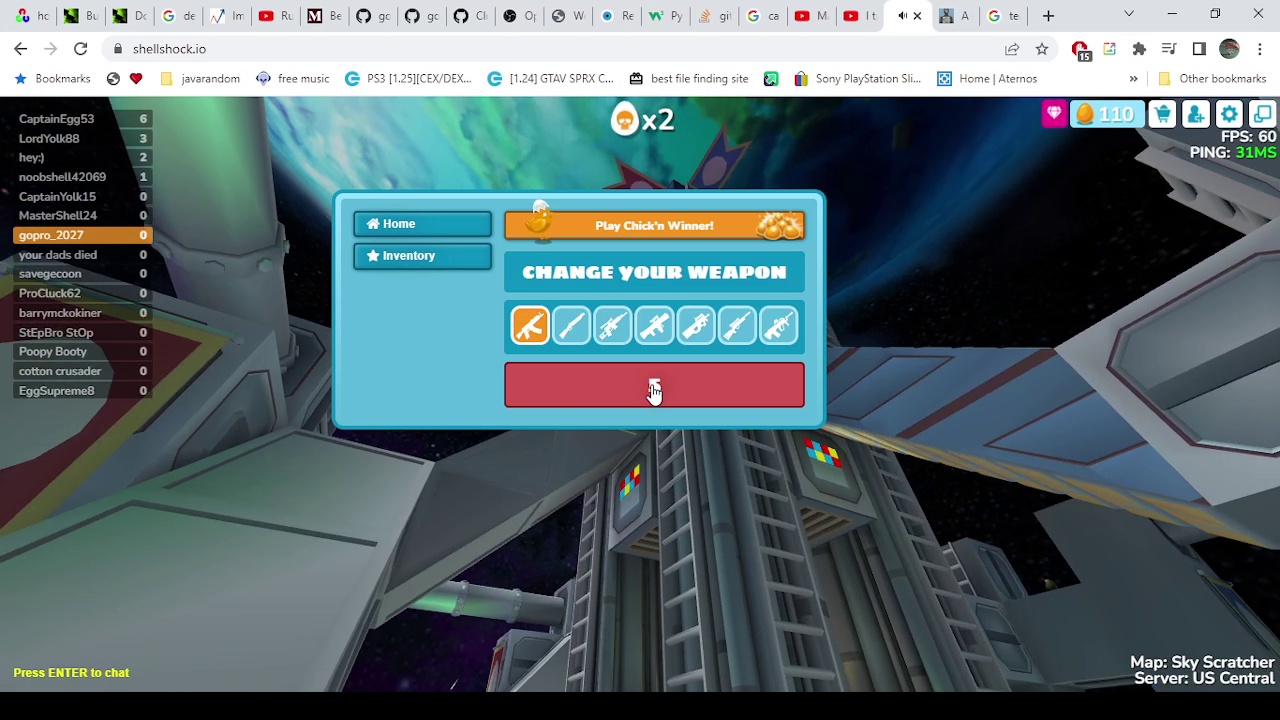 hc
Bu
Do
de
Im
Ru
Be
gc
gc
Cl
Op
W
Re
Py
git
ca
M
I t
A
te
shellshock.io
15
Bookmarks
javarandom
free music
PS3 [1.25][CEX/DEX...
[1.24] GTAV SPRX C...
best file finding site
Sony PlayStation Sli...
Home | Aternos
»
Other bookmarks
CaptainEgg53 6
LordYolk88 3
hey:) 2
noobshell42069 1
CaptainYolk15 0
MasterShell24 0
gopro_2027 0
your dads died 0
savegecoon 0
ProCluck62 0
barrymckokiner 0
StEpBro StOp 0
Poopy Booty 0
cotton crusader 0
EggSupreme8 0
x2
110
FPS: 60
PING: 31MS
Home
Inventory
Play Chick'n Winner!
CHANGE YOUR WEAPON
Press ENTER to chat
Map: Sky Scratcher
Server: US Central